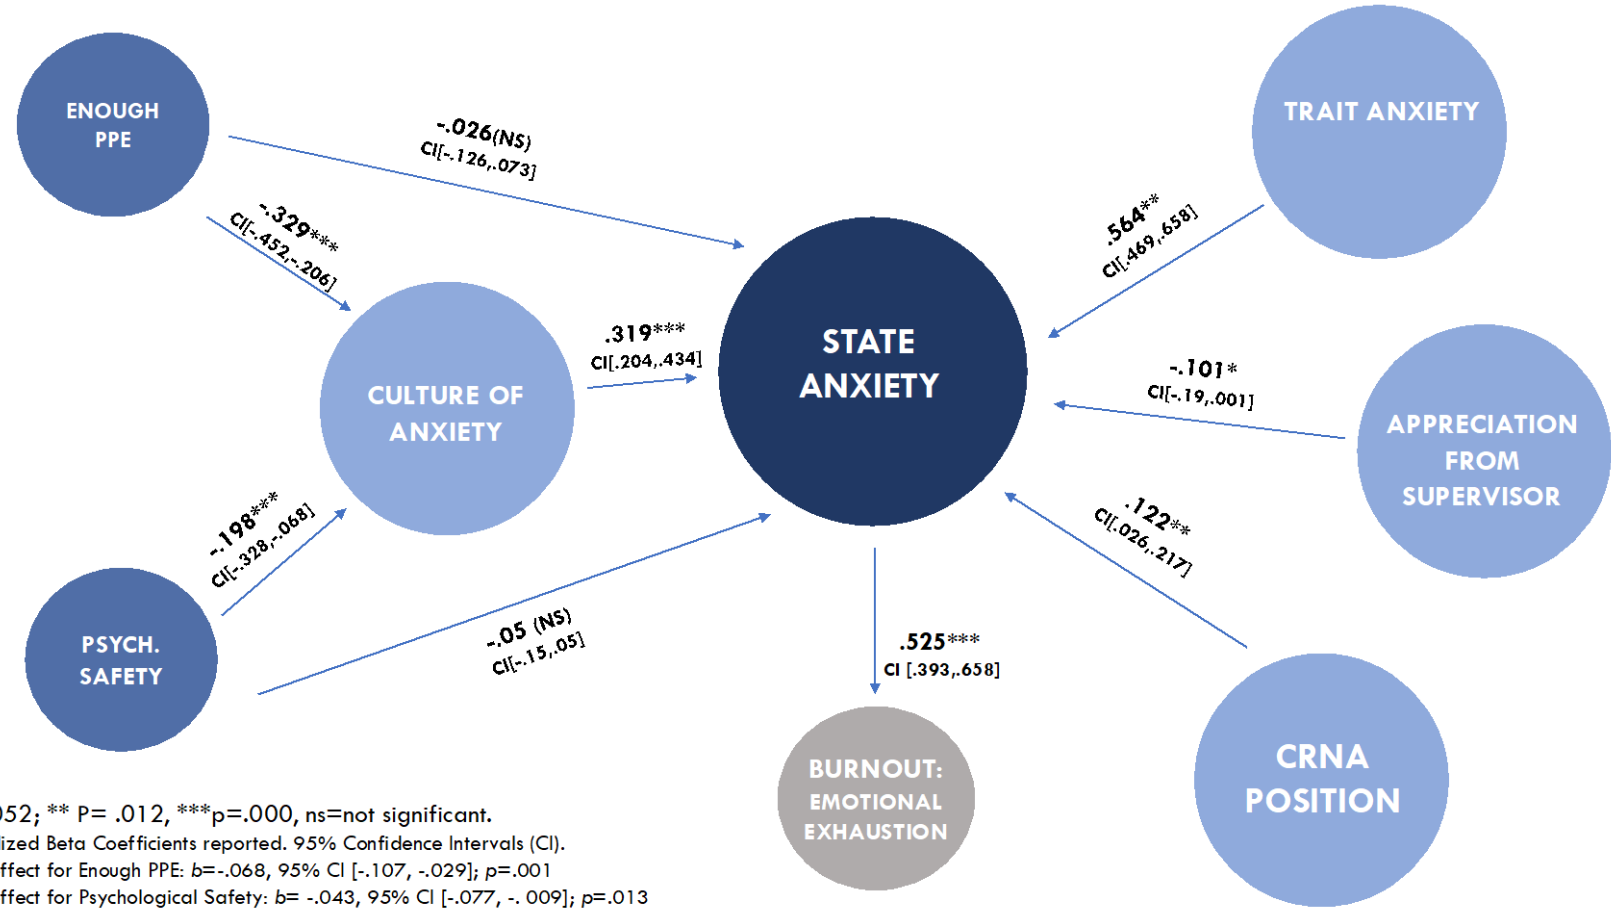 ENOUGH
PPE
-.026(NS)
CI[-.126,.073]
-.329***
CI[-.452,-.206]
TRAIT ANXIETY
.564**
CI[.469,.658]
STATE
ANXIETY
.319***
CI[.204,.434]
CULTURE OF
ANXIETY
-.101*
CI[-.19,.001]
APPRECIATION
FROM
SUPERVISOR
-.198***
CI[-.328,-.068]
.122**
CI[.026,.217]
PSYCH.
SAFETY
-.05 (NS)
CI[-.15,.05]
.525***
CI [.393,.658]
BURNOUT:
EMOTIONAL
EXHAUSTION
CRNA
POSITION
052; ** P= .012, ***p=.000, ns=not significant.
lized Beta Coefficients reported. 95% Confidence Intervals (CI).
ffect for Enough PPE: b=-.068, 95% CI [-.107, -.029]; p=.001
ffect for Psychological Safety: b= -.043, 95% CI [-.077, -. 009]; p=.013